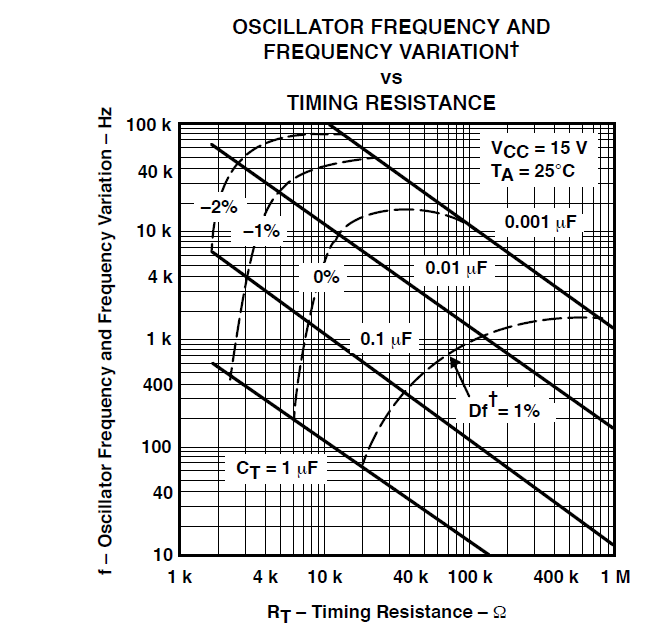 OSCILLATOR FREQUENCY AND
FREQUENCY VARIATION†
vs
TIMING RESISTANCE
f – Oscillator Frequency and Frequency Variation – Hz
100 k
40 k
10 k
4 k
1 k
400
100
40
10
VCC = 15 V
TA = 25°C
–2%
–1%
0%
0.001 µF
0.01 µF
0.1 µF
Df† = 1%
CT = 1 µF
1 k
4 k
10 k
40 k
100 k
400 k
1 M
RT – Timing Resistance – Ω